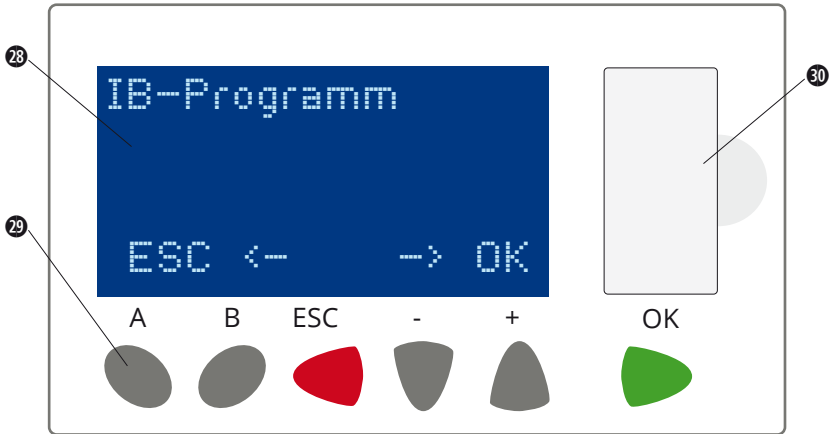 28
IB-Programm
30
29
ESC <- -> OK
A B ESC - + OK